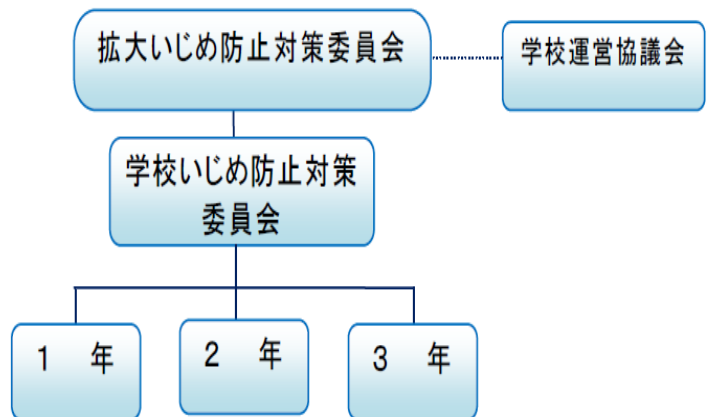 拡大いじめ防止対策委員会
学校運営協議会
学校いじめ防止対策
委員会
1 年
2 年
3 年